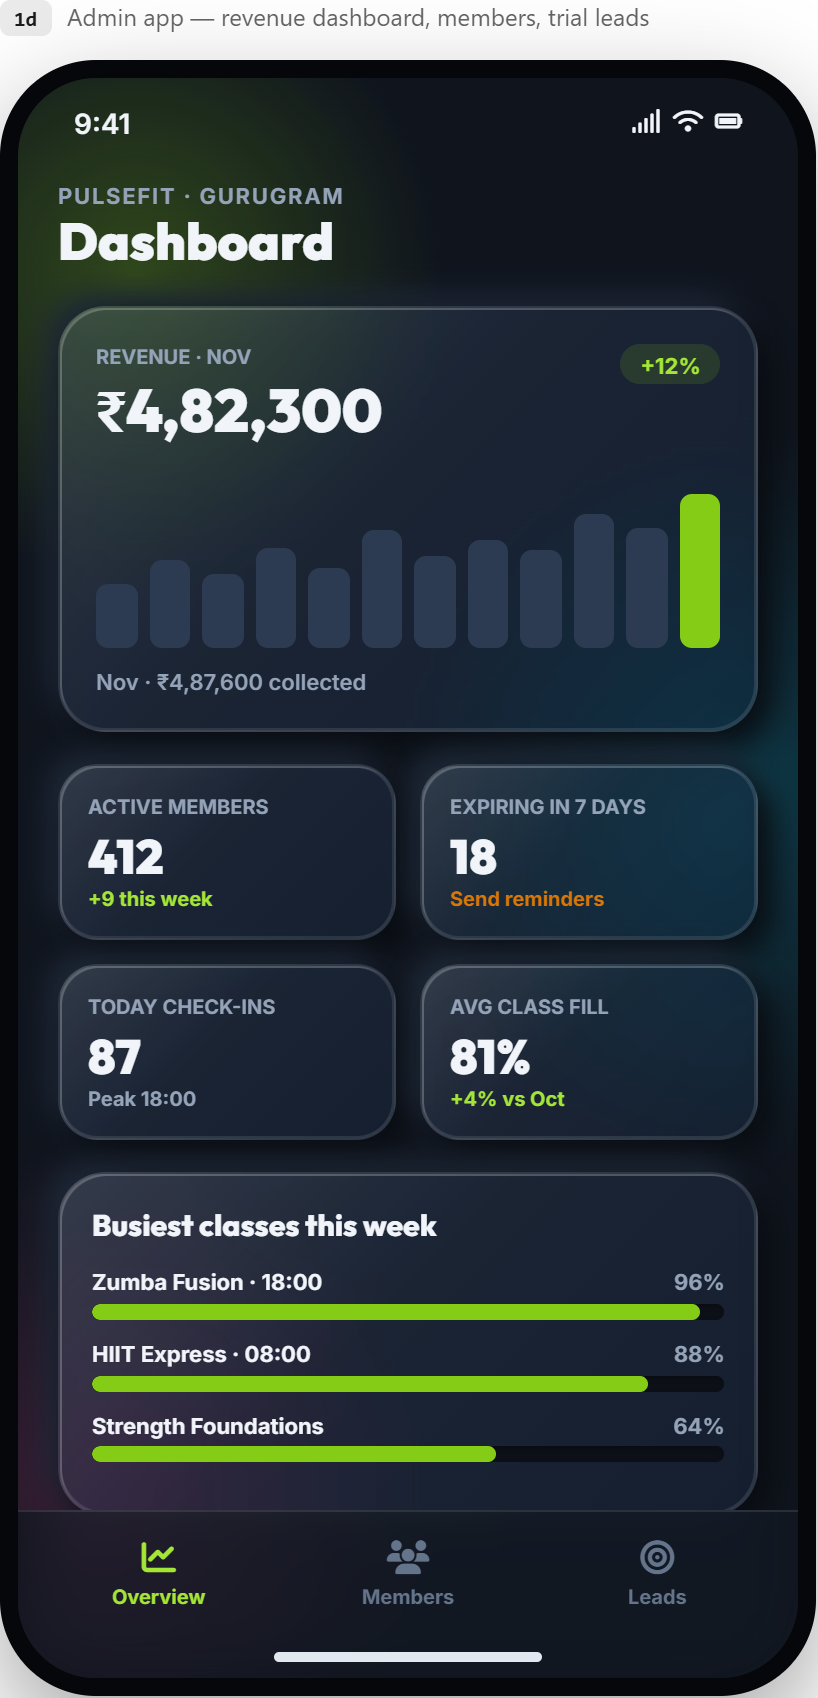 1d Admin app — revenue dashboard, members, trial leads
9:41
PULSEFIT · GURUGRAM
Dashboard
REVENUE · NOV
+12%
₹4,82,300
Nov · ₹4,87,600 collected
ACTIVE MEMBERS
412
+9 this week
EXPIRING IN 7 DAYS
18
Send reminders
TODAY CHECK-INS
87
Peak 18:00
AVG CLASS FILL
81%
+4% vs Oct
Busiest classes this week
Zumba Fusion · 18:00 96%
HIIT Express · 08:00 88%
Strength Foundations 64%
Overview Members Leads